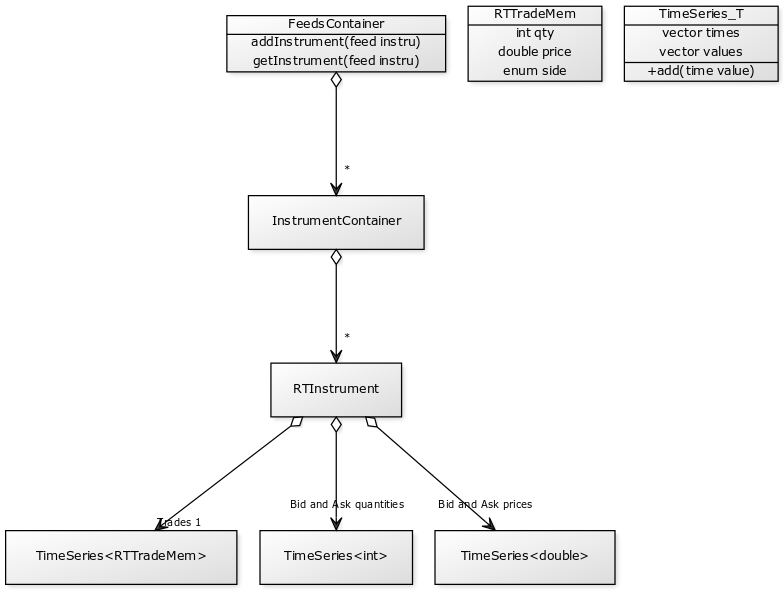 FeedsContainer
addInstrument(feed instru)
getInstrument(feed instru)
RTTradeMem
int qty
double price
enum side
TimeSeries_T
vector times
vector values
+add(time value)
*
InstrumentContainer
*
RTInstrument
Trades 1
Bid and Ask quantities
Bid and Ask prices
TimeSeries<RTTradeMem>
TimeSeries<int>
TimeSeries<double>